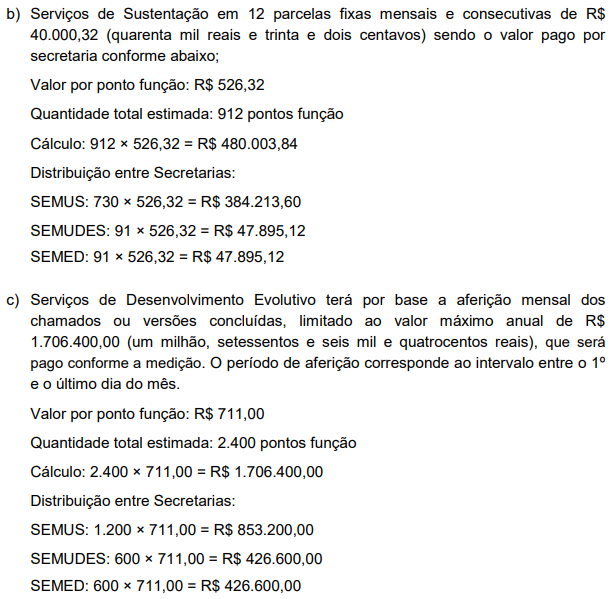 b) Serviços de Sustentação em 12 parcelas fixas mensais e consecutivas de R$
40.000,32 (quarenta mil reais e trinta e dois centavos) sendo o valor pago por
secretaria conforme abaixo;
Valor por ponto função: R$ 526,32
Quantidade total estimada: 912 pontos função
Cálculo: 912 × 526,32 = R$ 480.003,84
Distribuição entre Secretarias:
SEMUS: 730 × 526,32 = R$ 384.213,60
SEMUDES: 91 × 526,32 = R$ 47.895,12
SEMED: 91 × 526,32 = R$ 47.895,12
c) Serviços de Desenvolvimento Evolutivo terá por base a aferição mensal dos
chamados ou versões concluídas, limitado ao valor máximo anual de R$
1.706.400,00 (um milhão, setessentos e seis mil e quatrocentos reais), que será
pago conforme a medição. O período de aferição corresponde ao intervalo entre o 1º
e o último dia do mês.
Valor por ponto função: R$ 711,00
Quantidade total estimada: 2.400 pontos função
Cálculo: 2.400 × 711,00 = R$ 1.706.400,00
Distribuição entre Secretarias:
SEMUS: 1.200 × 711,00 = R$ 853.200,00
SEMUDES: 600 × 711,00 = R$ 426.600,00
SEMED: 600 × 711,00 = R$ 426.600,00